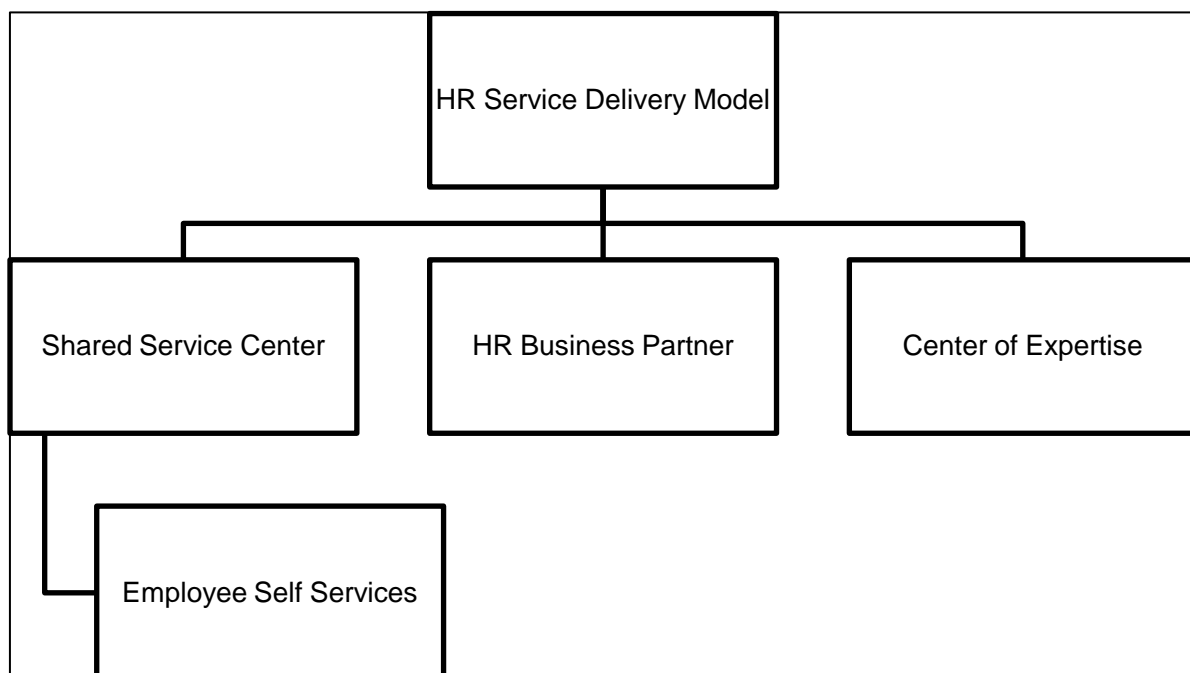 HR Service Delivery Model
Shared Service Center
HR Business Partner
Center of Expertise
Employee Self Services